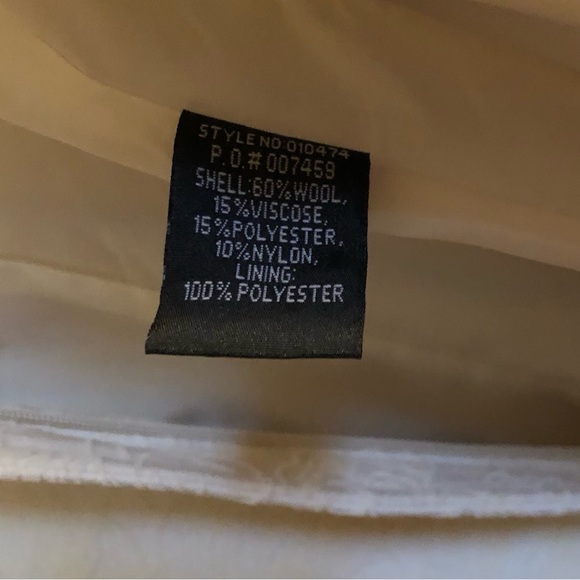 STYLE NO:010474
P.O.#007459
SHELL:60%WOOL,
15%VISCOSE,
15%POLYESTER,
10%NYLON,
LINING:
100%POLYESTER